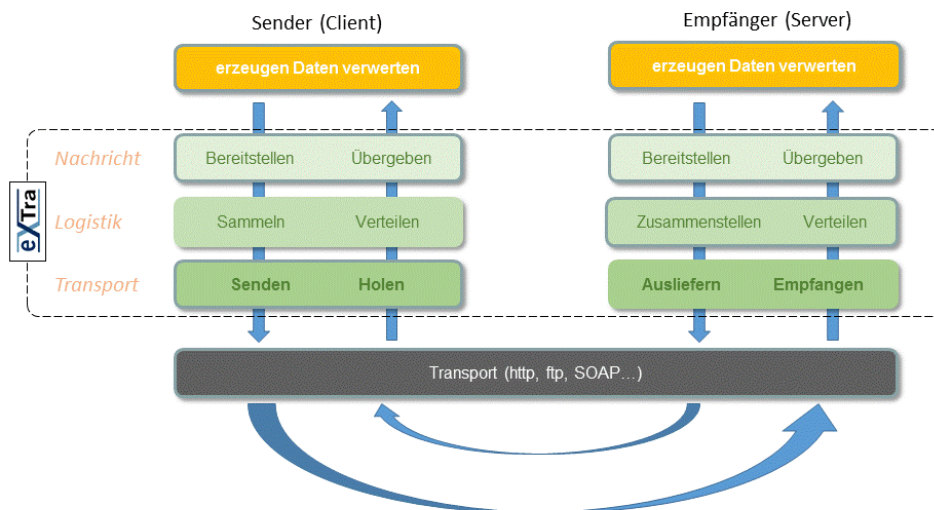 Sender (Client)
Empfänger (Server)
erzeugen Daten verwerten
erzeugen Daten verwerten
Nachricht
Bereitstellen
Übergeben
Bereitstellen
Übergeben
eXTra
Logistik
Sammeln
Verteilen
Zusammenstellen
Verteilen
Transport
Senden
Holen
Ausliefern
Empfangen
Transport (http, ftp, SOAP…)